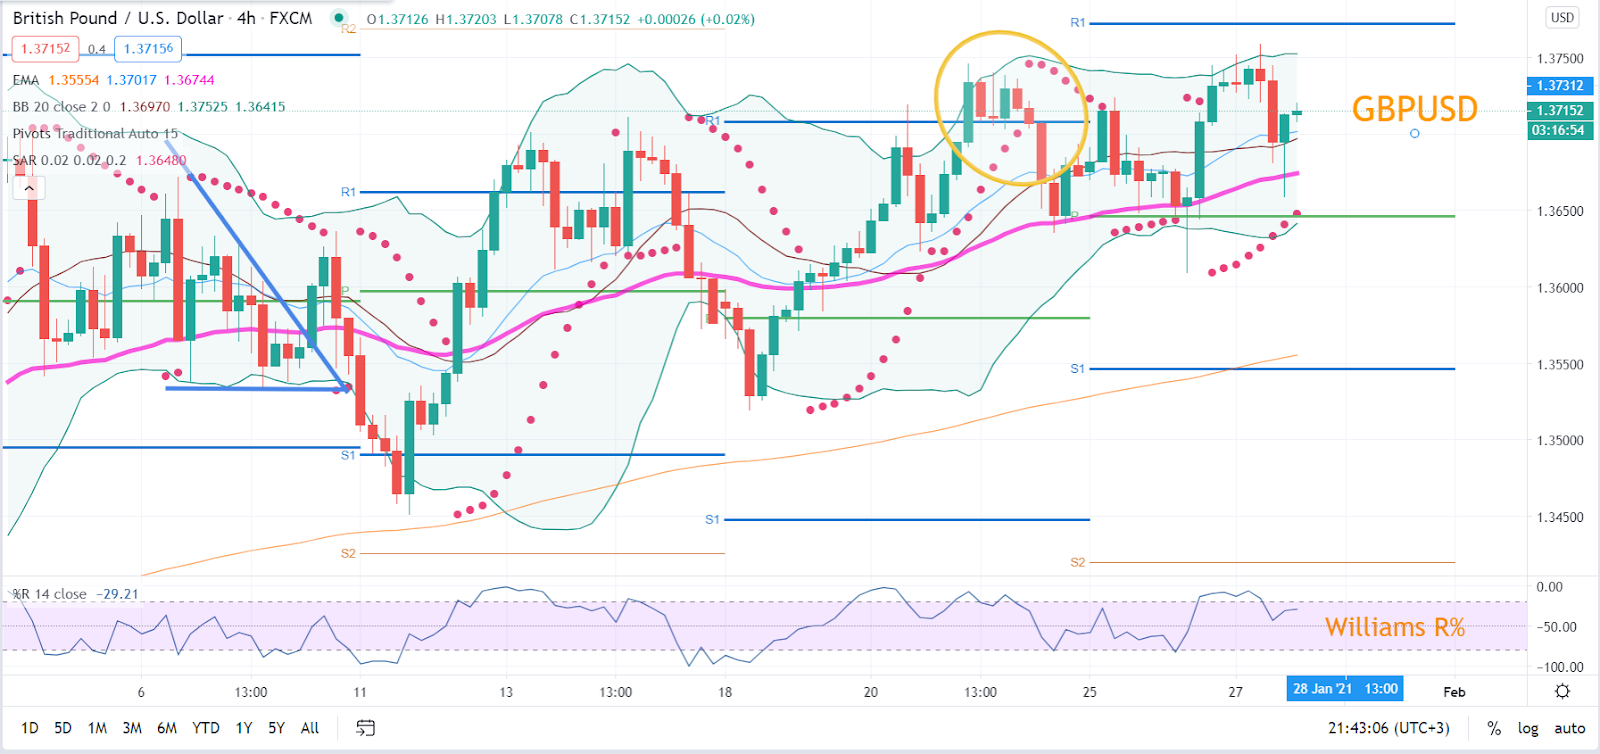 British Pound / U.S. Dollar · 4h · FXCM O1.37126 H1.37203 L1.37078 C1.37152 +0.00026 (+0.02%)
1.37152 0.4 1.37156
EMA 1.35554 1.37017 1.36744
BB 20 close 2 0 1.36970 1.37525 1.36415
Pivots Traditional Auto 15
SAR 0.02 0.02 0.2 1.36480
USD
R2
R1
1.37500
1.37312
GBPUSD
1.37152
03:16:54
R1
R1
P
1.36500
P
1.36000
S1
1.35500
1.35000
S1
S1
1.34500
S2
S2
%R 14 close −29.21
0.00
Williams R%
−50.00
−100.00
6 13:00 11 13 13:00 18 20 13:00 25 27 28 Jan '21 13:00 Feb
1D 5D 1M 3M 6M YTD 1Y 5Y All 21:43:06 (UTC+3) % log auto